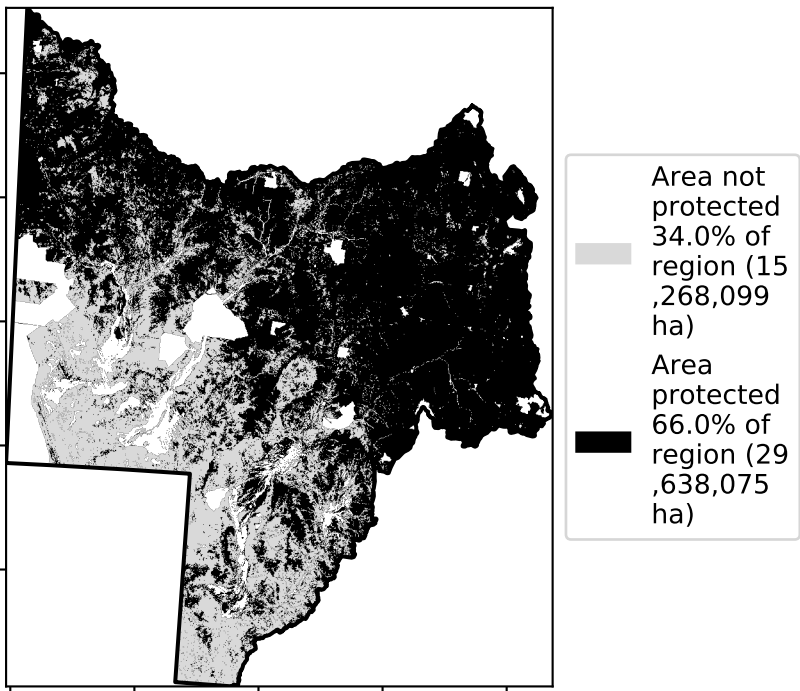 Area not
protected
34.0% of
region (15
,268,099
ha)
Area
protected
66.0% of
region (29
,638,075
ha)